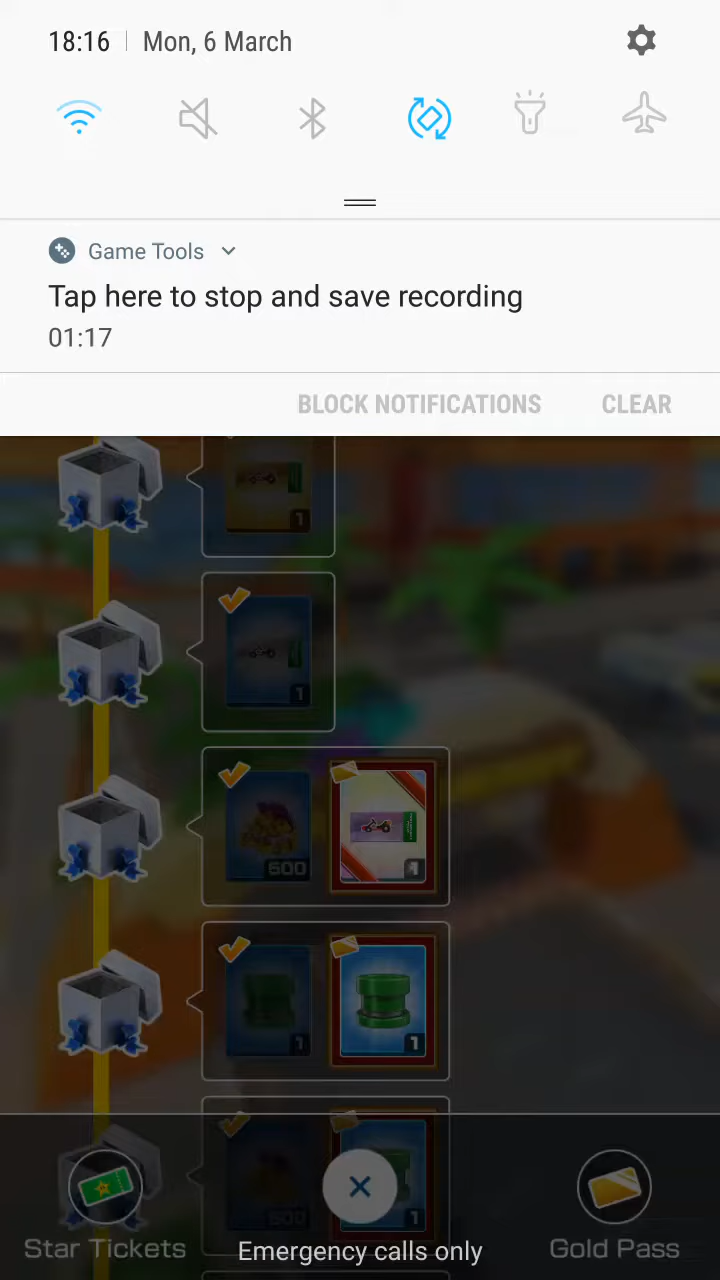 18:16 | Mon, 6 March
Game Tools
Tap here to stop and save recording
01:17
BLOCK NOTIFICATIONS CLEAR
1
1
500 1
1 1
500 1
Star Tickets
Emergency calls only
Gold Pass